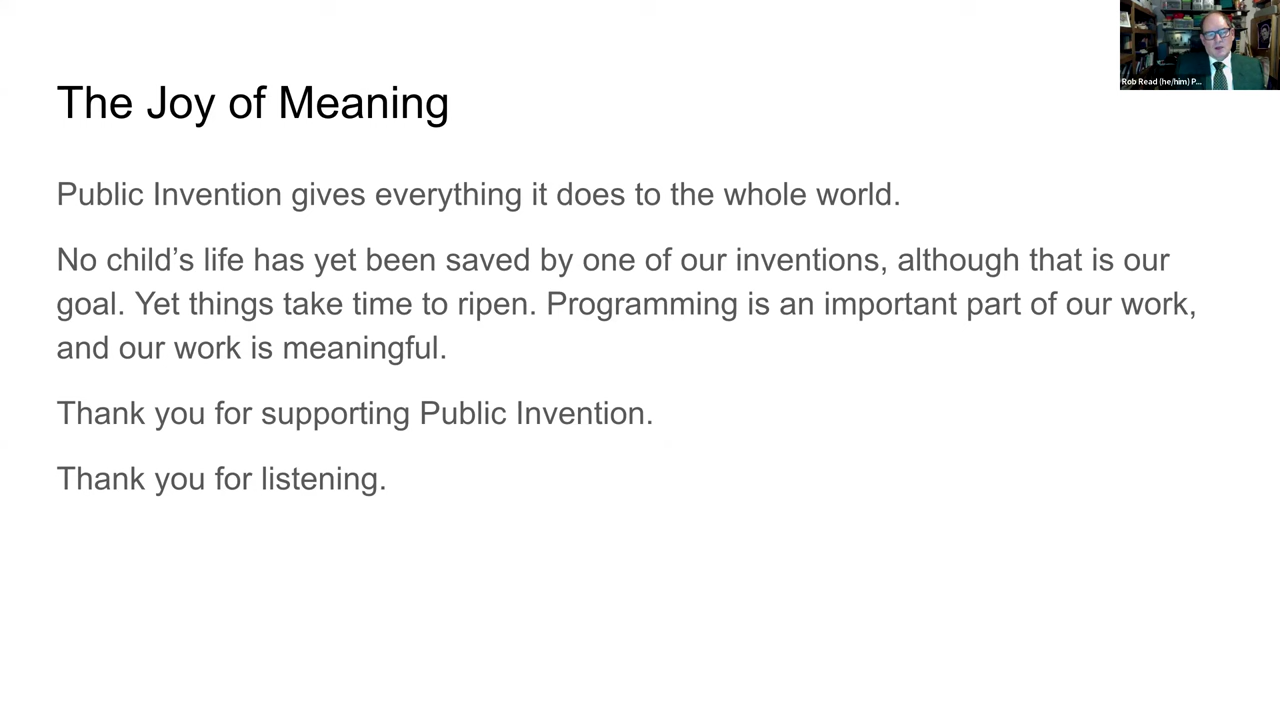 The Joy of Meaning
Rob Read (he/him) P...
Public Invention gives everything it does to the whole world.
No child’s life has yet been saved by one of our inventions, although that is our
goal. Yet things take time to ripen. Programming is an important part of our work,
and our work is meaningful.
Thank you for supporting Public Invention.
Thank you for listening.